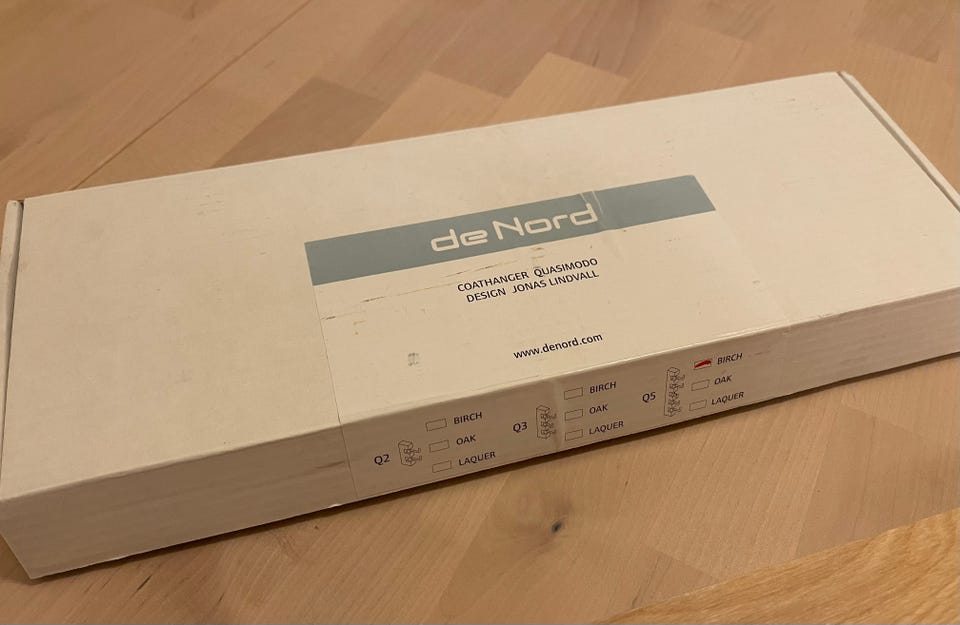 de Nord
COATHANGER QUASIMODO
DESIGN JONAS LINDVALL
www.denord.com
Q2
BIRCH
OAK
LAQUER
Q3
BIRCH
OAK
LAQUER
Q5
BIRCH
OAK
LAQUER